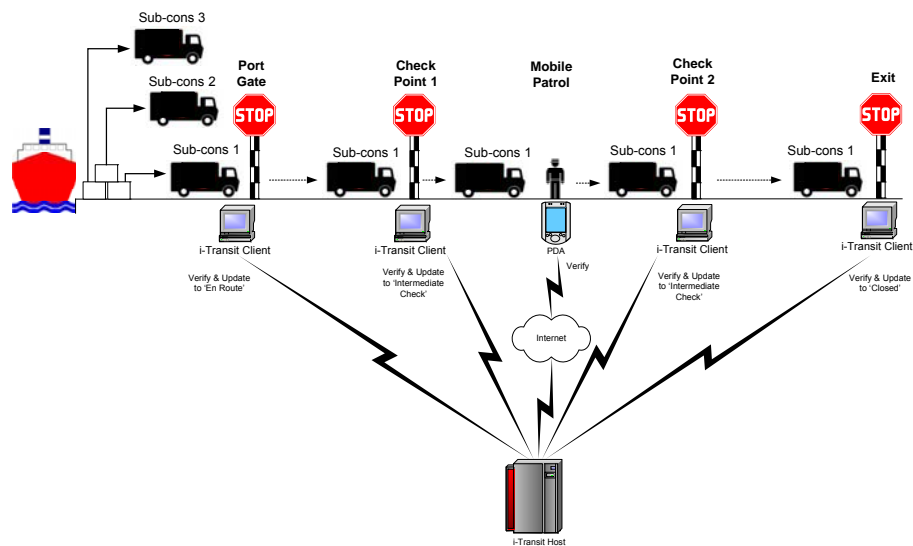 Sub-cons 3
Sub-cons 2
Sub-cons 1
Port
Gate
STOP
Sub-cons 1
Check
Point 1
STOP
Sub-cons 1
Mobile
Patrol
Sub-cons 1
Check
Point 2
STOP
Sub-cons 1
Exit
STOP
i-Transit Client
Verify & Update
to 'En Route'
i-Transit Client
Verify & Update
to 'Intermediate
Check'
PDA
Verify
i-Transit Client
Verify & Update
to 'Intermediate
Check'
i-Transit Client
Verify & Update
to 'Closed'
Internet
i-Transit Host